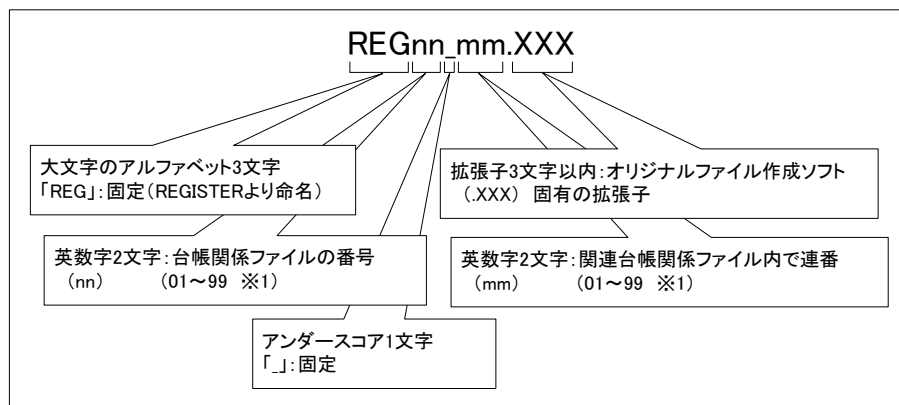 REGnn_mm.XXX
大文字のアルファベット3文字
「REG」:固定(REGISTERより命名)
拡張子3文字以内:オリジナルファイル作成ソフト
(.XXX) 固有の拡張子
英数字2文字:台帳関係ファイルの番号
(nn) (01～99 ※1)
英数字2文字:関連台帳関係ファイル内で連番
(mm) (01～99 ※1)
アンダースコア1文字
「_」:固定